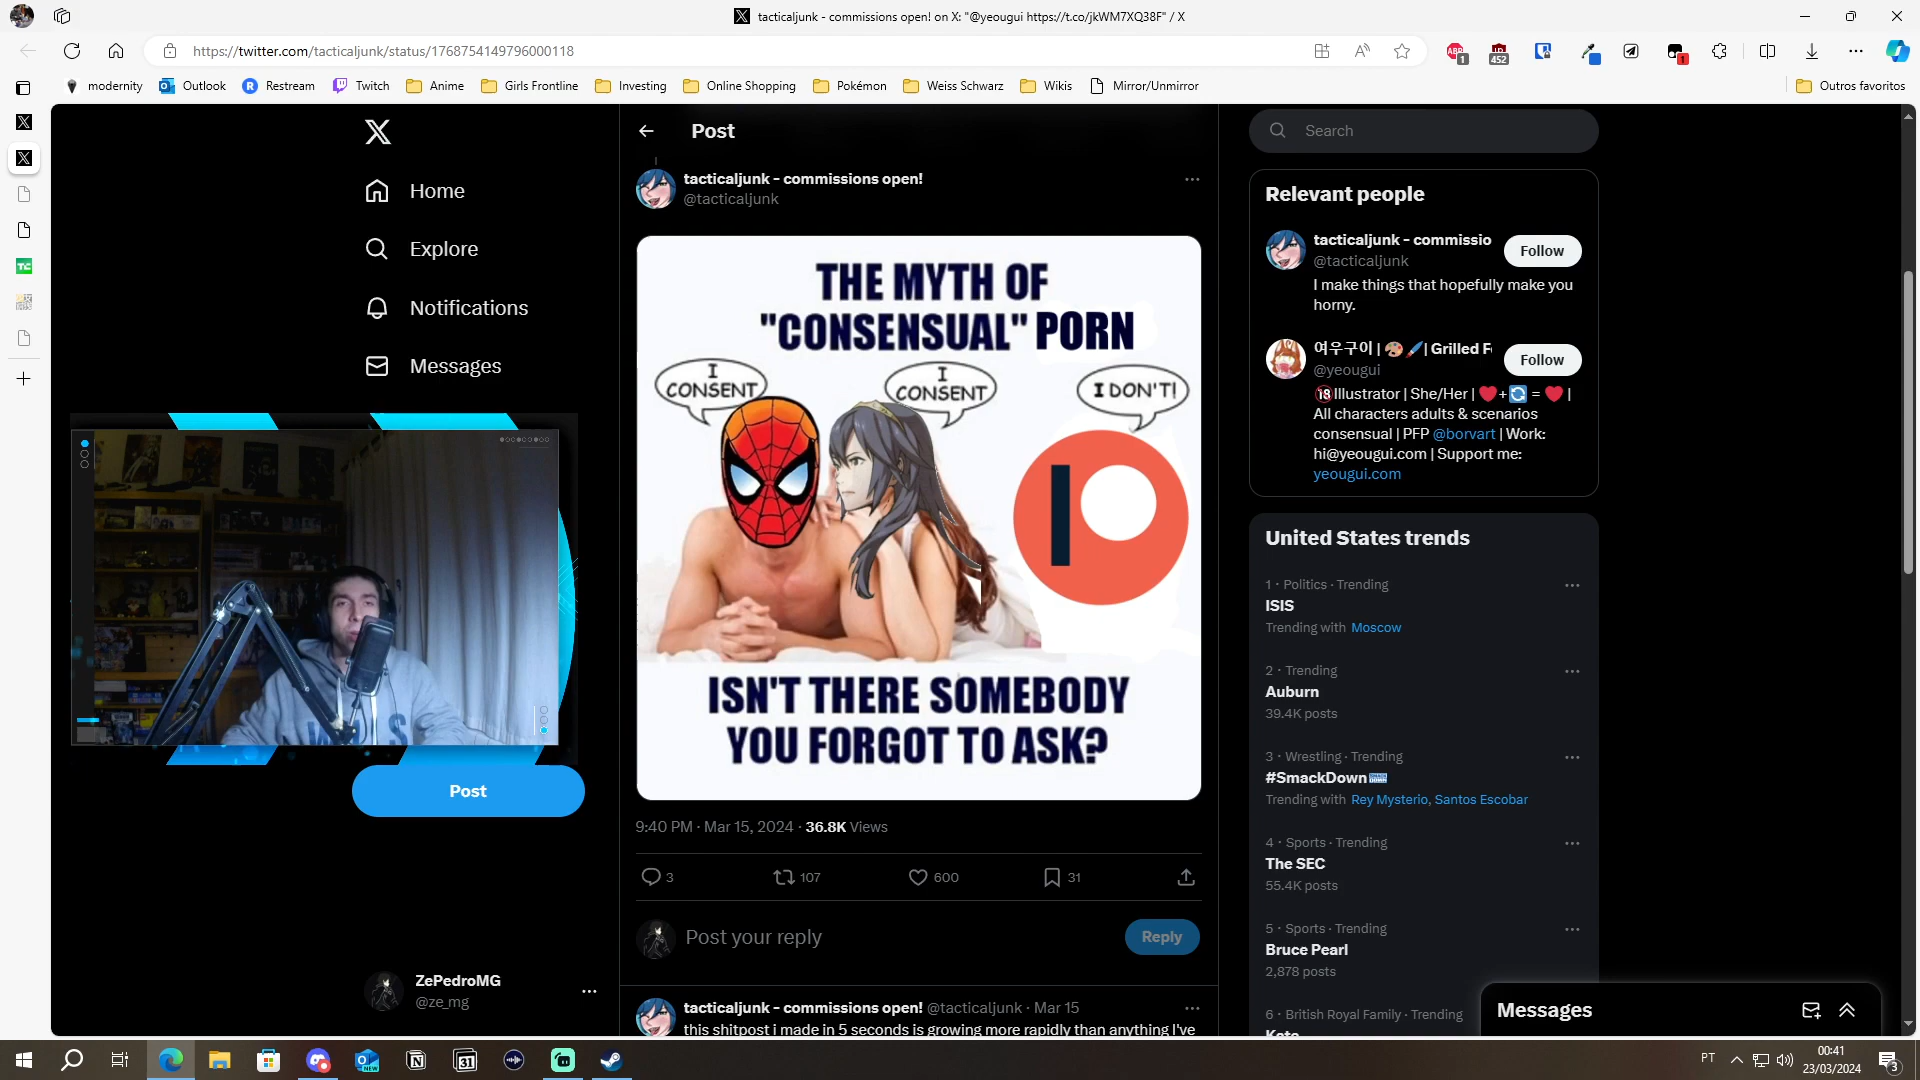 tacticaljunk - commissions open! on X: "@yeougui https://t.co/jkWM7XQ38F" / X
https://twitter.com/tacticaljunk/status/1768754149796000118
1
452
1
modernity
Outlook
Restream
Twitch
Anime
Girls Frontline
Investing
Online Shopping
Pokémon
Weiss Schwarz
Wikis
Mirror/Unmirror
Outros favoritos
Home
Explore
Notifications
Messages
Post
ZePedroMG
@ze_mg
Post
tacticaljunk - commissions open!
@tacticaljunk
THE MYTH OF
"CONSENSUAL" PORN
I
CONSENT
I
CONSENT
I DON'T!
ISN'T THERE SOMEBODY
YOU FORGOT TO ASK?
9:40 PM · Mar 15, 2024 · 36.8K Views
3
107
600
31
Post your reply
Reply
tacticaljunk - commissions open! @tacticaljunk · Mar 15
this shitpost i made in 5 seconds is growing more rapidly than anything I've
Search
Relevant people
tacticaljunk - commissio
@tacticaljunk
Follow
I make things that hopefully make you
horny.
여우구이 | 🎨🖌️| Grilled F
@yeougui
Follow
🔞Illustrator | She/Her | ❤️+🔄 = ❤️ |
All characters adults & scenarios
consensual | PFP @borvart | Work:
hi@yeougui.com | Support me:
yeougui.com
United States trends
1 · Politics · Trending
ISIS
Trending with Moscow
2 · Trending
Auburn
39.4K posts
3 · Wrestling · Trending
#SmackDown
Trending with Rey Mysterio, Santos Escobar
4 · Sports · Trending
The SEC
55.4K posts
5 · Sports · Trending
Bruce Pearl
2,878 posts
6 · British Royal Family · Trending
Kate
Messages
PT
00:41
23/03/2024
3